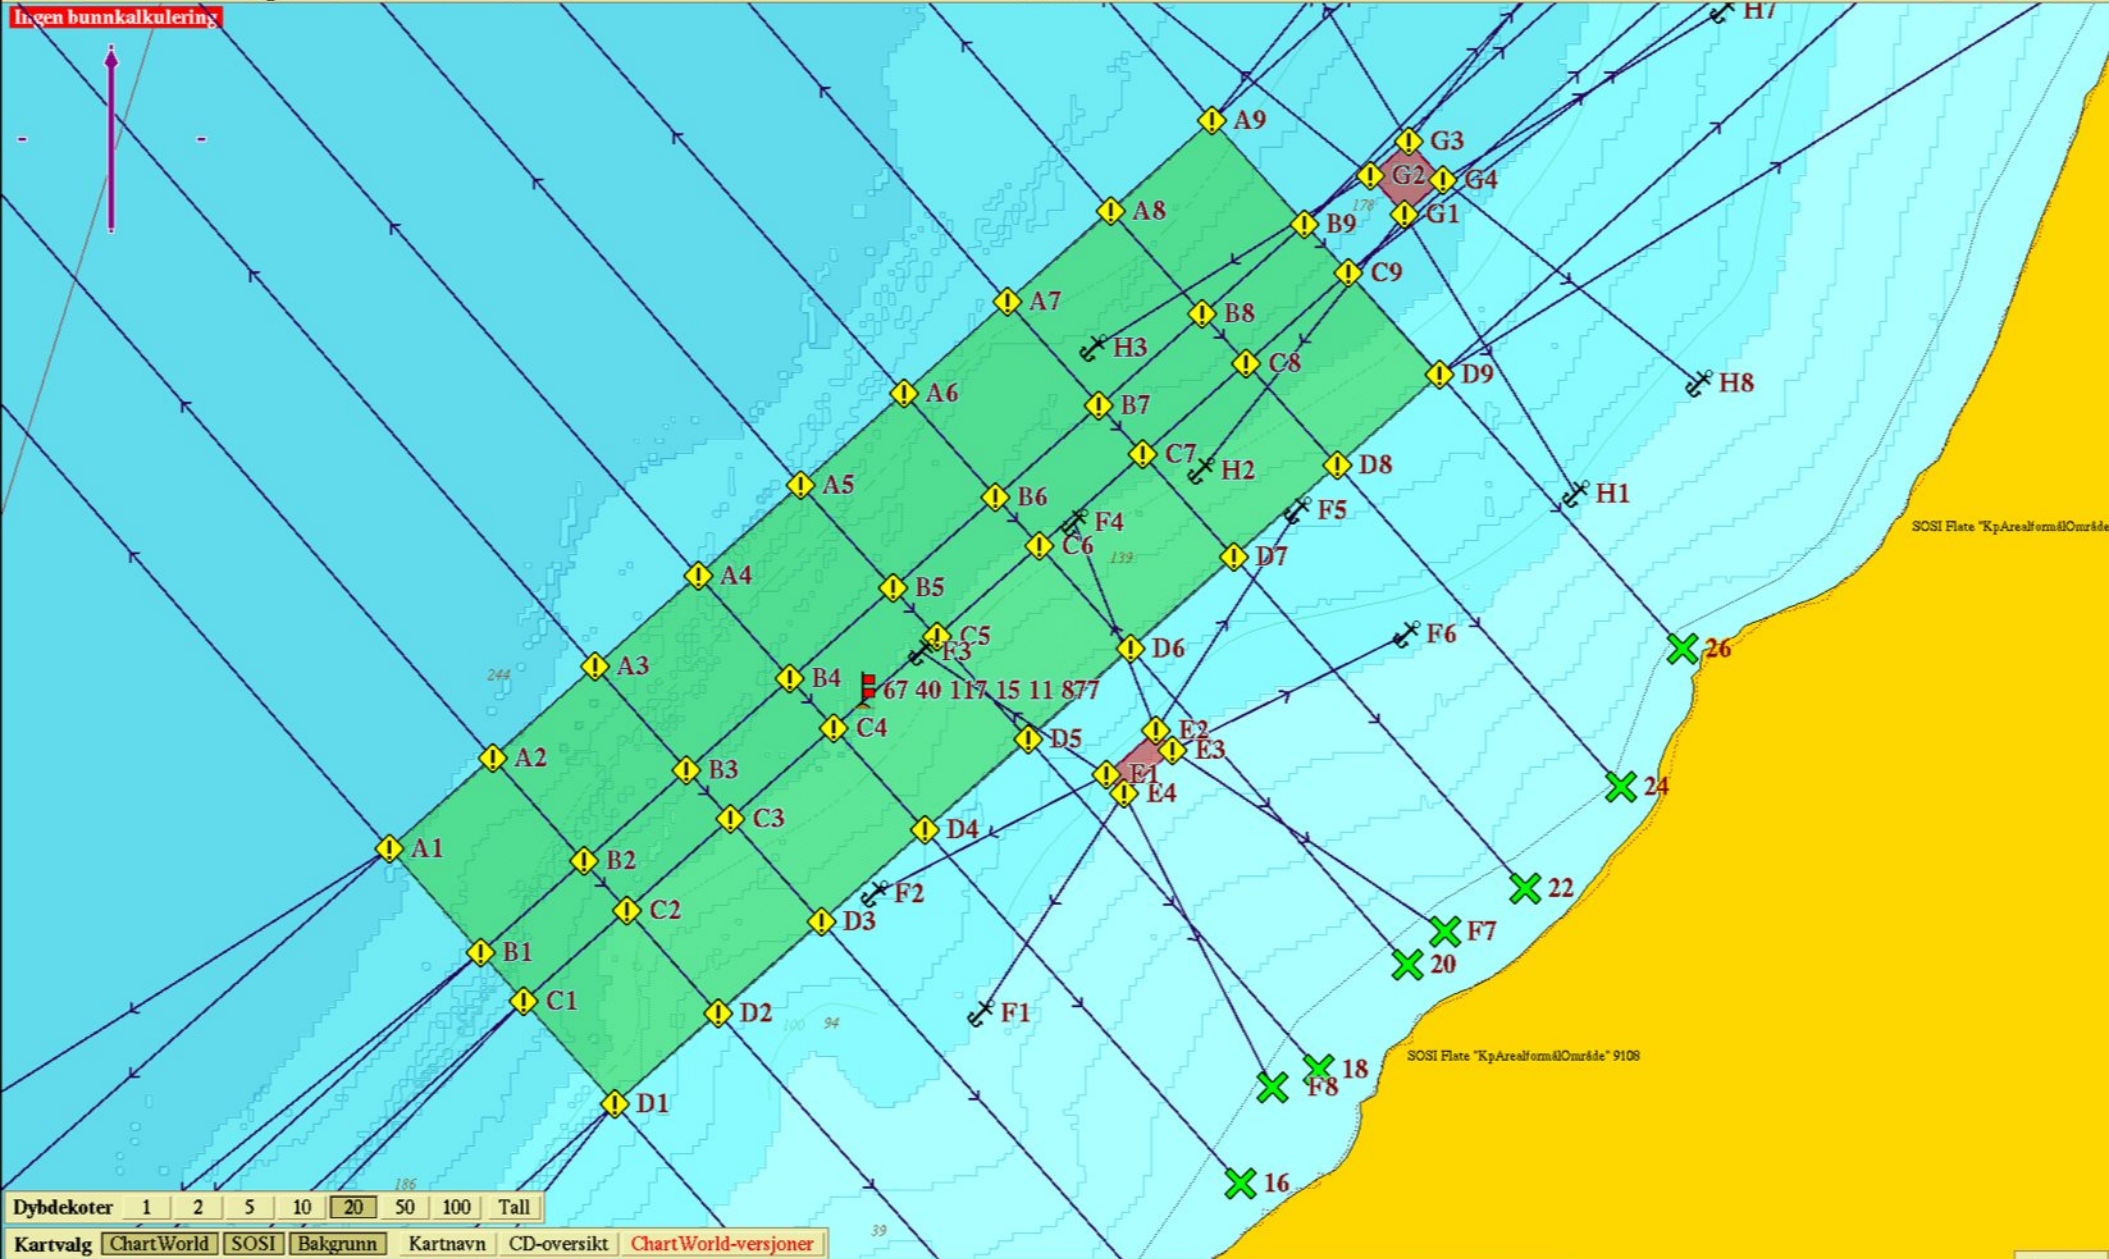 Ingen bunnkalkulering
H7
A9
G3
G2
G4
178
G1
A8
B9
C9
A7
B8
H3
C8
D9
H8
A6
B7
C7
H2
D8
A5
B6
F4
F5
H1
SOSI Flate "KpArealformålOmråde
C6
139
D7
A4
B5
C5
F3
D6
F6
26
244
A3
B4
67 40 117 15 11 877
C4
D5
E2
E3
A2
B3
E1
E4
24
C3
D4
A1
B2
C2
F2
D3
22
F7
B1
20
C1
D2
100
94
F1
SOSI Flate "KpArealformålOmråde" 9108
18
F8
D1
186
16
39
Dybdekoter 1 2 5 10 20 50 100 Tall
Kartvalg ChartWorld SOSI Bakgrunn Kartnavn CD-oversikt ChartWorld-versjoner